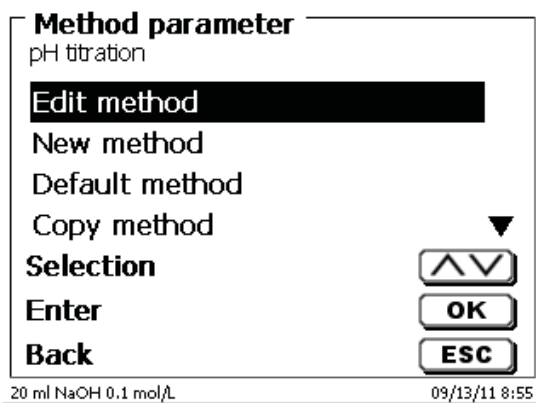 Method parameter
pH titration
Edit method
New method
Default method
Copy method
Selection
Enter OK
Back ESC
20 ml NaOH 0.1 mol/L 09/13/11 8:55